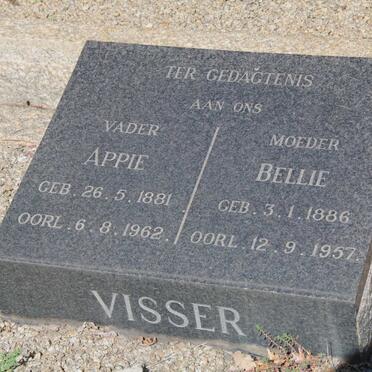 TER GEDAGTENIS
AAN ONS
VADER
APPIE
GEB. 26.5.1881
OORL. 6.8.1962.
MOEDER
BELLIE
GEB. 3.1.1886
OORL. 12.9.1957.
VISSER